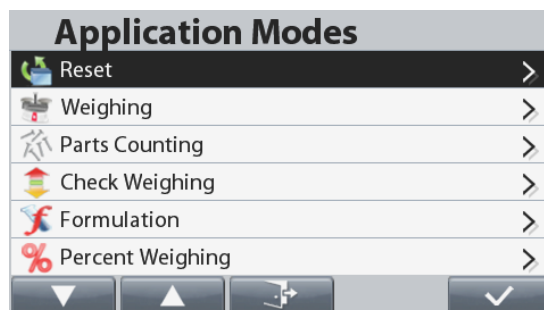 Application Modes
Reset
Weighing
Parts Counting
Check Weighing
Formulation
Percent Weighing